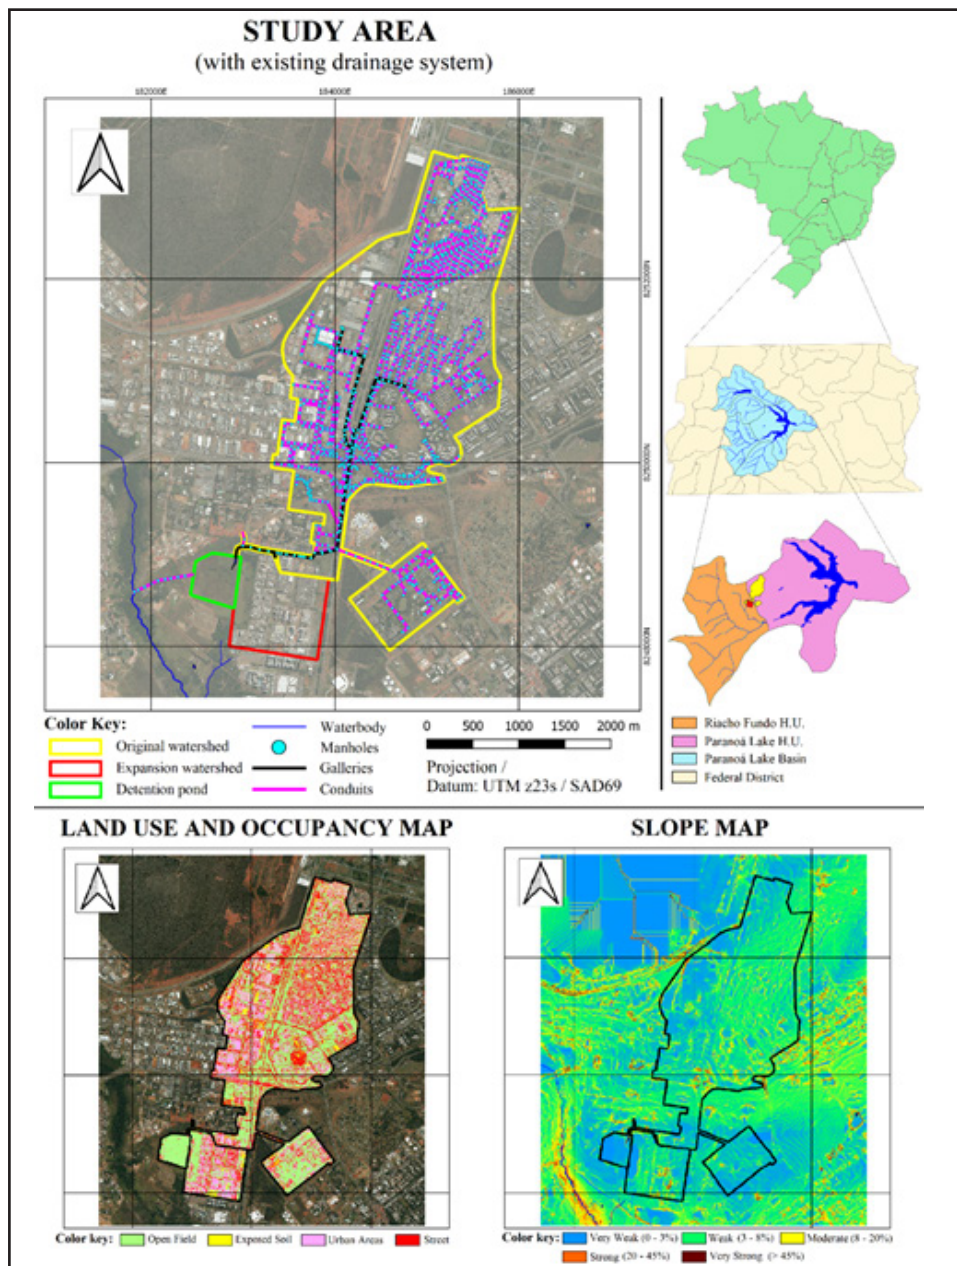 STUDY AREA
(with existing drainage system)
182000E 184000E 186000E
8252000N
8250000N
8248000N
Color Key:
Original watershed
Expansion watershed
Detention pond
Waterbody
Manholes
Galleries
Conduits
0 500 1000 1500 2000 m
Projection /
Datum: UTM z23s / SAD69
Riacho Fundo H.U.
Paranoá Lake H.U.
Paranoá Lake Basin
Federal District
LAND USE AND OCCUPANCY MAP
Color key: Open Field Exposed Soil Urban Areas Street
SLOPE MAP
Color key: Very Weak (0 - 3%) Weak (3 - 8%) Moderate (8 - 20%)
Strong (20 - 45%) Very Strong (> 45%)